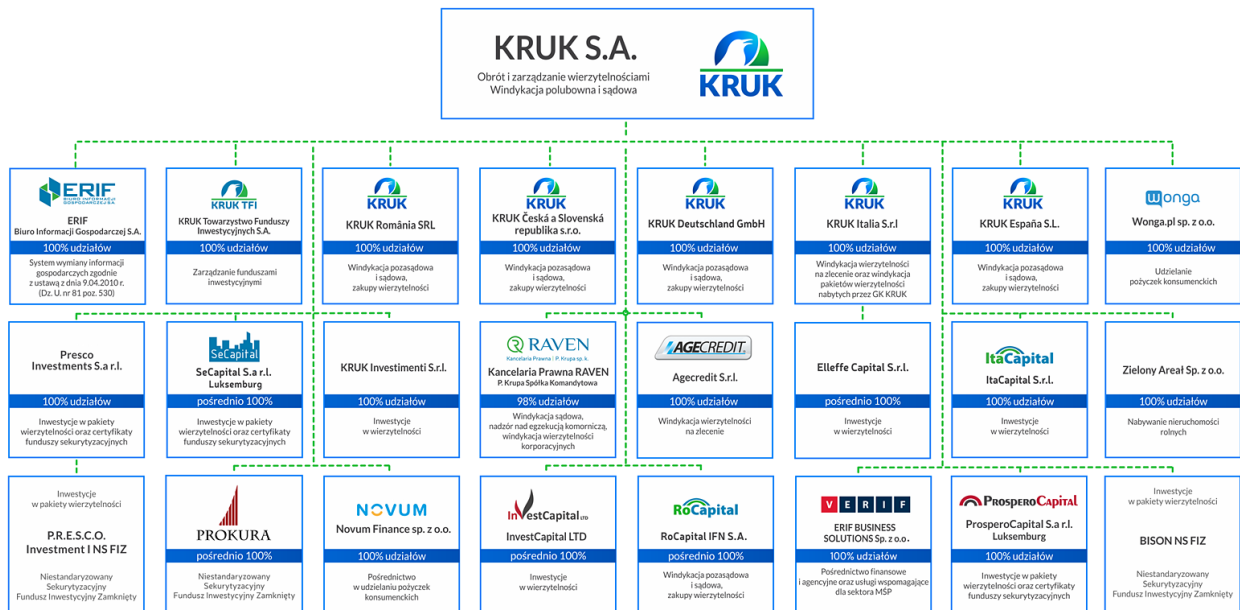 KRUK S.A.
Obrót i zarządzanie wierzytelnościami
Windykacja polubowna i sądowa
KRUK
ERIF
BIURO INFORMACJI
GOSPODARCZEJ S.A.
ERIF
Biuro Informacji Gospodarczej S.A.
100% udziałów
System wymiany informacji
gospodarczych zgodnie
z ustawą z dnia 9.04.2010 r.
(Dz. U. nr 81 poz. 530)
KRUK TFI
KRUK Towarzystwo Funduszy
Inwestycyjnych S.A.
100% udziałów
Zarządzanie funduszami
inwestycyjnymi
KRUK
KRUK România SRL
100% udziałów
Windykacja pozasądowa
i sądowa,
zakupy wierzytelności
KRUK
KRUK Česká a Slovenská
republika s.r.o.
100% udziałów
Windykacja pozasądowa
i sądowa,
zakupy wierzytelności
KRUK
KRUK Deutschland GmbH
100% udziałów
Windykacja pozasądowa
i sądowa,
zakupy wierzytelności
KRUK
KRUK Italia S.r.l
100% udziałów
Windykacja wierzytelności
na zlecenie oraz windykacja
pakietów wierzytelności
nabytych przez GK KRUK
KRUK
KRUK España S.L.
100% udziałów
Windykacja pozasądowa
i sądowa,
zakupy wierzytelności
wonga
Wonga.pl sp. z o.o.
100% udziałów
Udzielanie
pożyczek konsumenckich
Presco
Investments S.a r.l.
100% udziałów
Inwestycje w pakiety
wierzytelności oraz certyfikaty
funduszy sekurytyzacyjnych
SeCapital
SeCapital S.a r.l.
Luksemburg
pośrednio 100%
Inwestycje w pakiety
wierzytelności oraz certyfikaty
funduszy sekurytyzacyjnych
KRUK Investimenti S.r.l.
100% udziałów
Inwestycje
w wierzytelności
RAVEN
Kancelaria Prawna | P. Krupa sp.k.
Kancelaria Prawna RAVEN
P. Krupa Spółka Komandytowa
98% udziałów
Windykacja sądowa,
nadzór nad egzekucją komorniczą,
windykacja wierzytelności
korporacyjnych
AGECREDIT
Agecredit S.r.l.
100% udziałów
Windykacja wierzytelności
na zlecenie
Elleffe Capital S.r.l.
pośrednio 100%
Inwestycje
w wierzytelności
ItaCapital
ItaCapital S.r.l.
100% udziałów
Inwestycje
w wierzytelności
Zielony Areał Sp. z o.o.
100% udziałów
Nabywanie nieruchomości
rolnych
Inwestycje
w pakiety wierzytelności
P.R.E.S.C.O.
Investment I NS FIZ
Niestandaryzowany
Sekurytyzacyjny
Fundusz Inwestycyjny Zamknięty
PROKURA
pośrednio 100%
Niestandaryzowany
Sekurytyzacyjny
Fundusz Inwestycyjny Zamknięty
NOVUM
Novum Finance sp. z o.o.
100% udziałów
Pośrednictwo
w udzielaniu pożyczek
konsumenckich
InVestCapital LTD
InvestCapital LTD
pośrednio 100%
Inwestycje
w wierzytelności
RoCapital
RoCapital IFN S.A.
pośrednio 100%
Windykacja pozasądowa
i sądowa,
zakupy wierzytelności
VERIF
ERIF BUSINESS
SOLUTIONS Sp. z o.o.
100% udziałów
Pośrednictwo finansowe
i agencyjne oraz usługi wspomagające
dla sektora MŚP
PROSPEROCAPITAL
ProsperoCapital S.a r.l.
Luksemburg
100% udziałów
Inwestycje w pakiety
wierzytelności oraz certyfikaty
funduszy sekurytyzacyjnych
Inwestycje
w pakiety wierzytelności
BISON NS FIZ
Niestandaryzowany
Sekurytyzacyjny
Fundusz Inwestycyjny Zamknięty